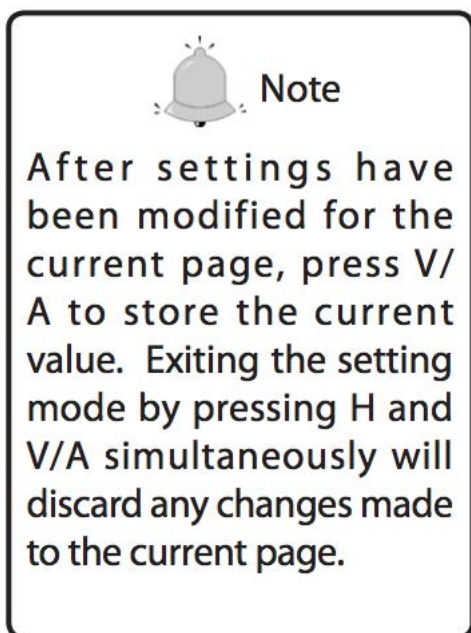 Note
After settings have
been modified for the
current page, press V/
A to store the current
value. Exiting the setting
mode by pressing H and
V/A simultaneously will
discard any changes made
to the current page.